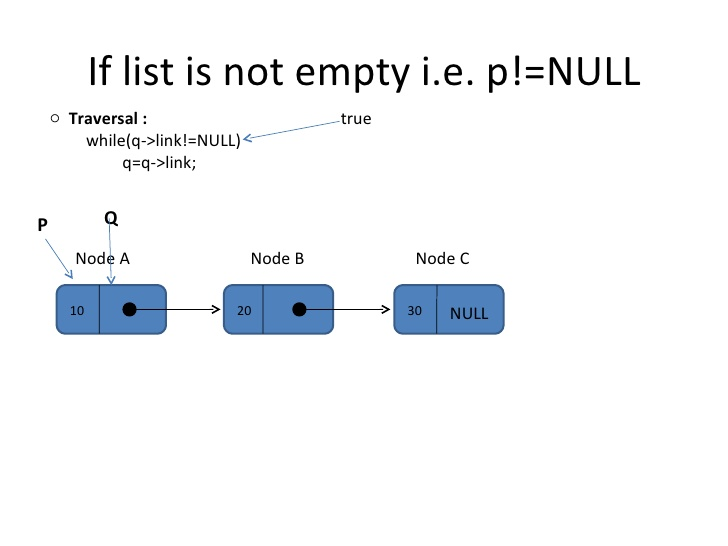 If list is not empty i.e. p!=NULL
○ Traversal : true
while(q->link!=NULL)
q=q->link;
P Q
Node A Node B Node C
10 20 30 NULL